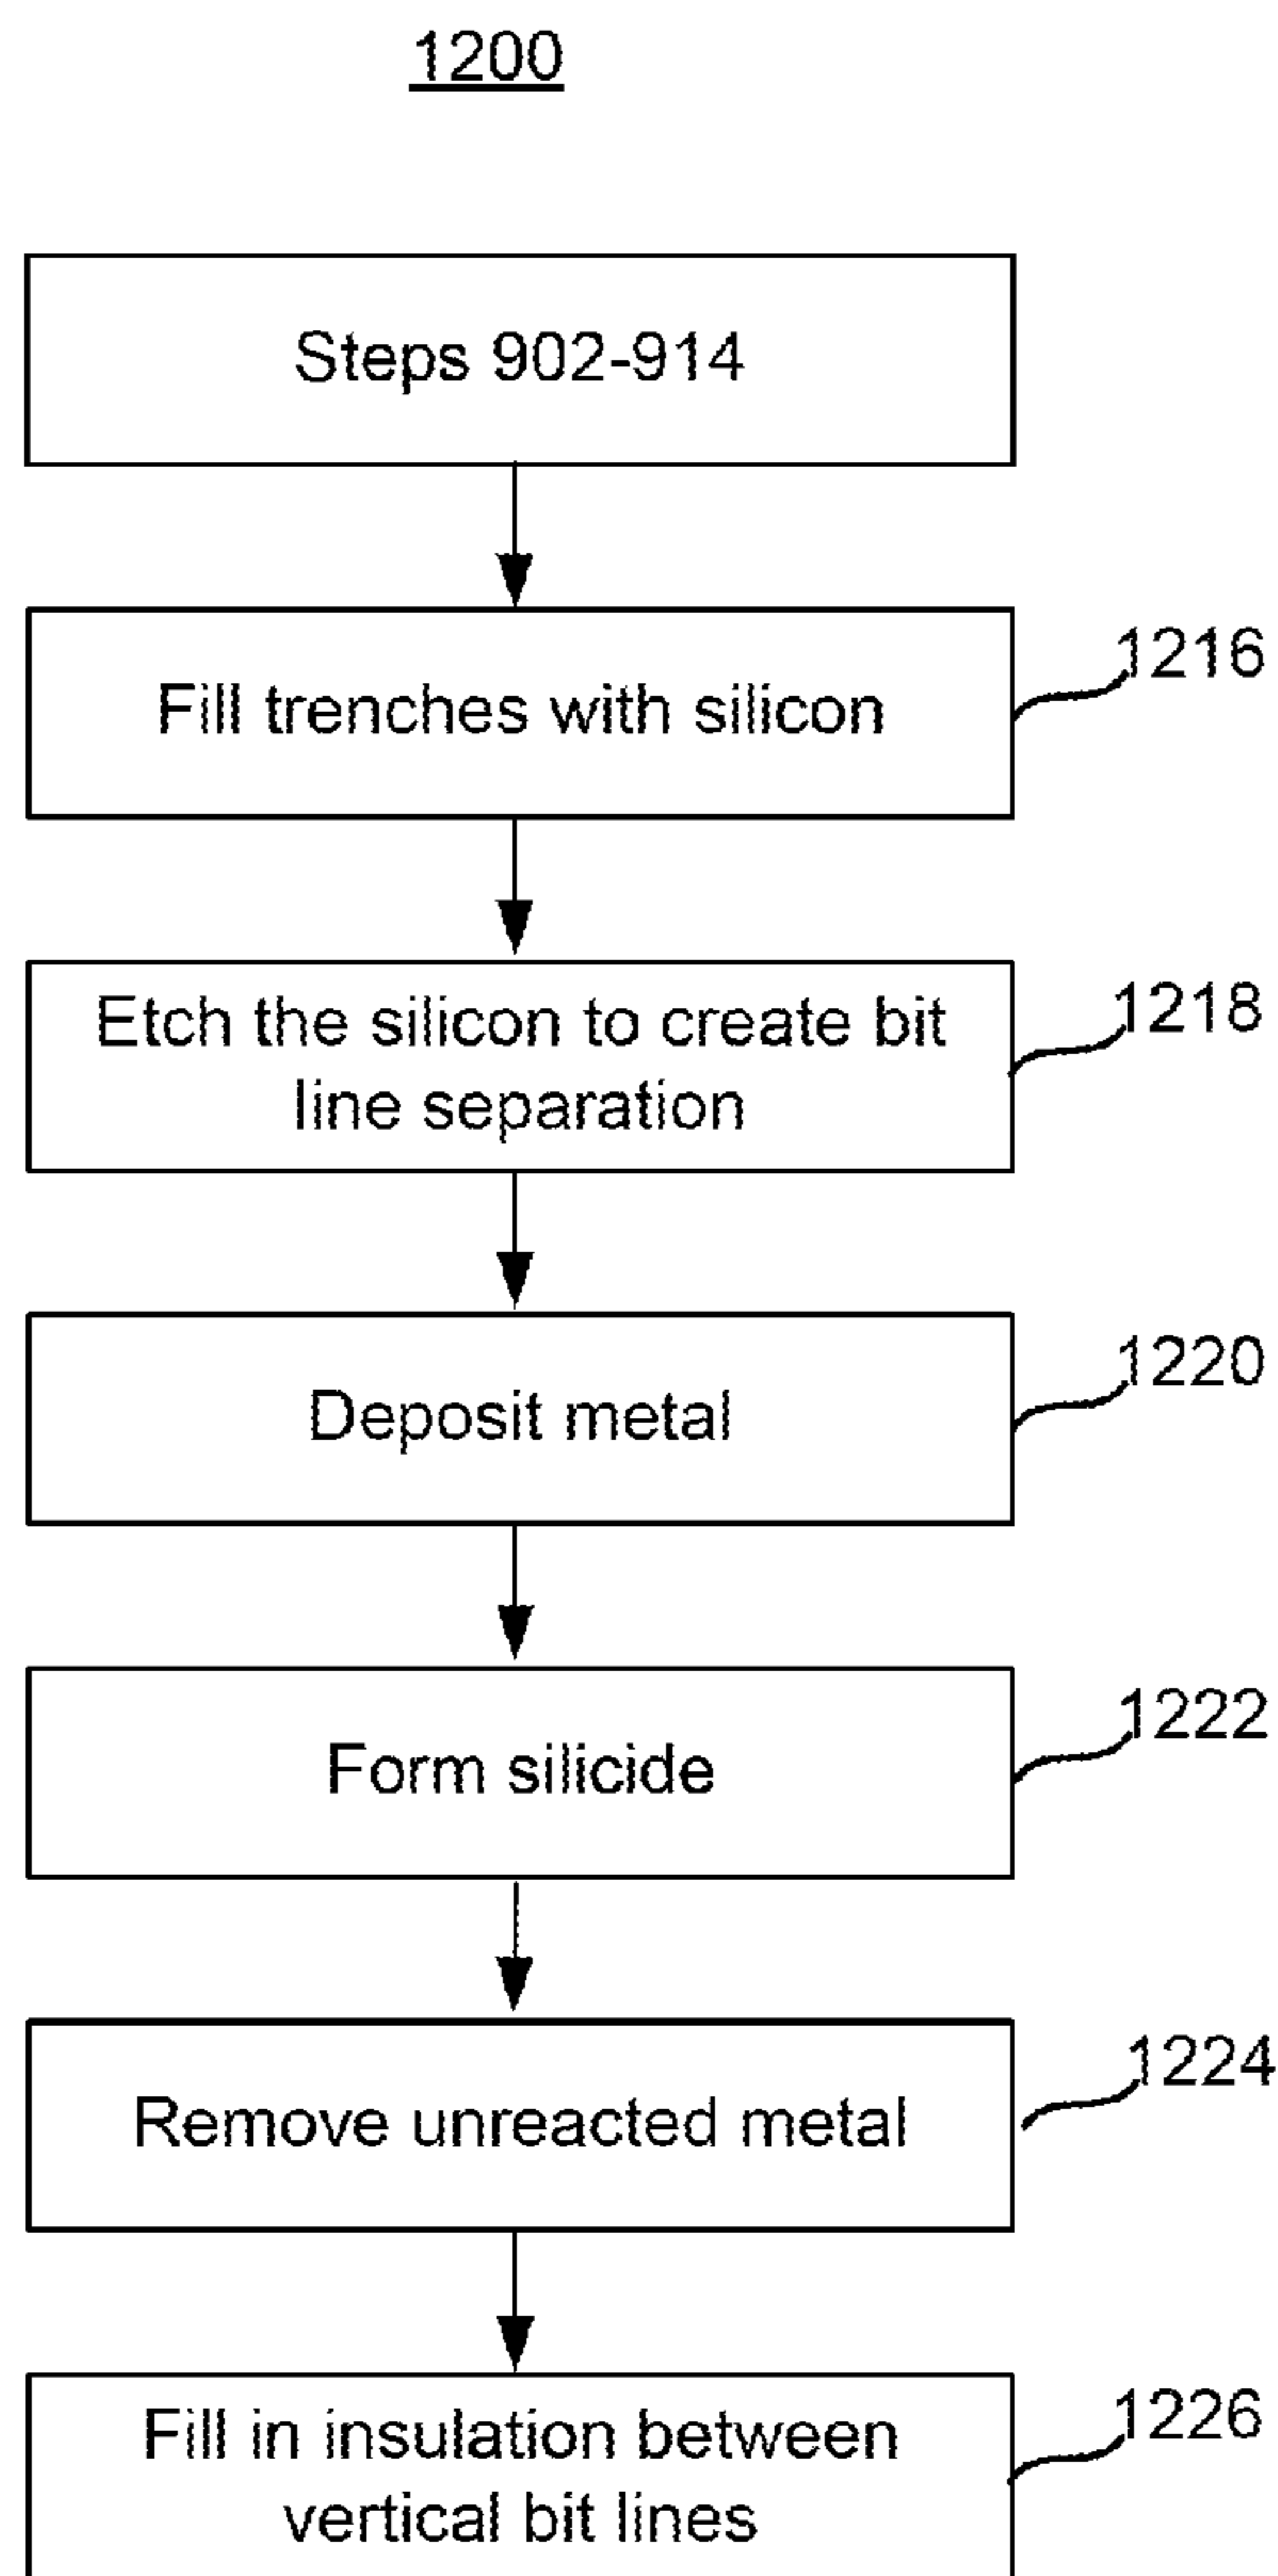 1200
Steps 902-914
Fill trenches with silicon
1216
Etch the silicon to create bit
line separation
1218
Deposit metal
1220
Form silicide
1222
Remove unreacted metal
1224
Fill in insulation between
vertical bit lines
1226